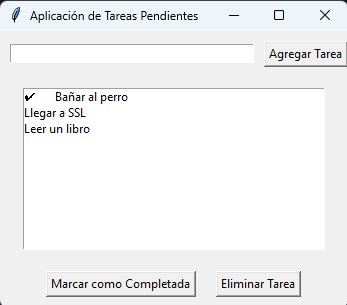 Aplicación de Tareas Pendientes
Agregar Tarea
✔ Bañar al perro
Llegar a SSL
Leer un libro
Marcar como Completada
Eliminar Tarea